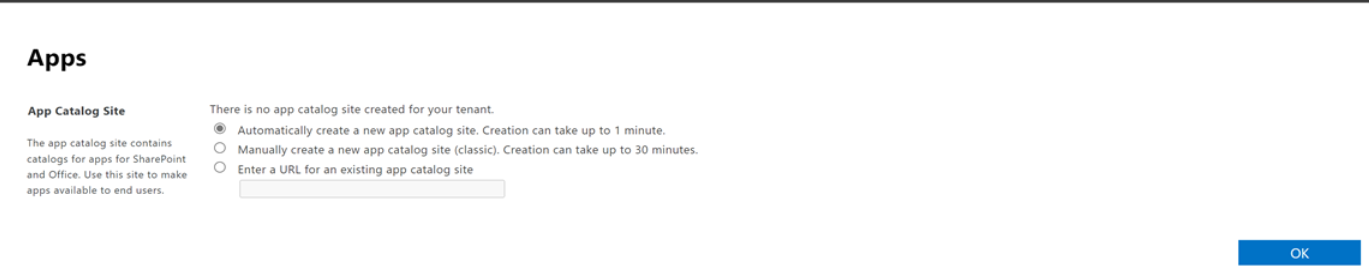 Apps
App Catalog Site
The app catalog site contains
catalogs for apps for SharePoint
and Office. Use this site to make
apps available to end users.
There is no app catalog site created for your tenant.
Automatically create a new app catalog site. Creation can take up to 1 minute.
Manually create a new app catalog site (classic). Creation can take up to 30 minutes.
Enter a URL for an existing app catalog site
OK